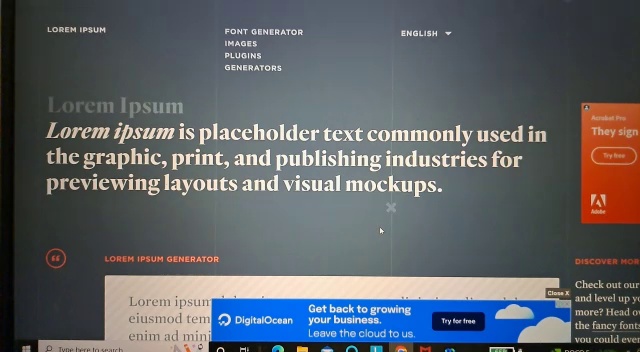 LOREM IPSUM
FONT GENERATOR
IMAGES
PLUGINS
GENERATORS
ENGLISH
Lorem Ipsum
Lorem ipsum is placeholder text commonly used in
the graphic, print, and publishing industries for
previewing layouts and visual mockups.
Acrobat Pro
They sign
Try free
Adobe
LOREM IPSUM GENERATOR
DISCOVER MOR
Lorem ipsum
eiusmod tem
enim ad mini
Close X
DigitalOcean
Get back to growing
your business.
Leave the cloud to us.
Try for free
Check out our
and level up yo
more? Head ov
the fancy fonts
you could eve
Type here to search